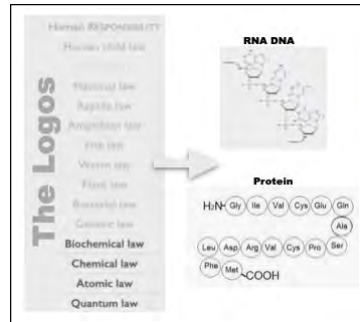 Human RESPONSIBILITY
Human child law
Mammal law
Reptile law
Amphibian law
Fish law
Worm law
Plant law
Bacterial law
Genetic law
Biochemical law
Chemical law
Atomic law
Quantum law
The Logos
RNA DNA
Protein
H₂N Gly Ile Val Cys Glu Gln
Ala
Leu Asp Arg Val Cys Pro Ser
Phe Met COOH